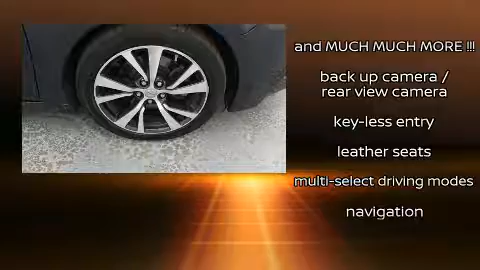 and MUCH MUCH MORE !!!
back up camera /
rear view camera
key-less entry
leather seats
multi-select driving modes
navigation